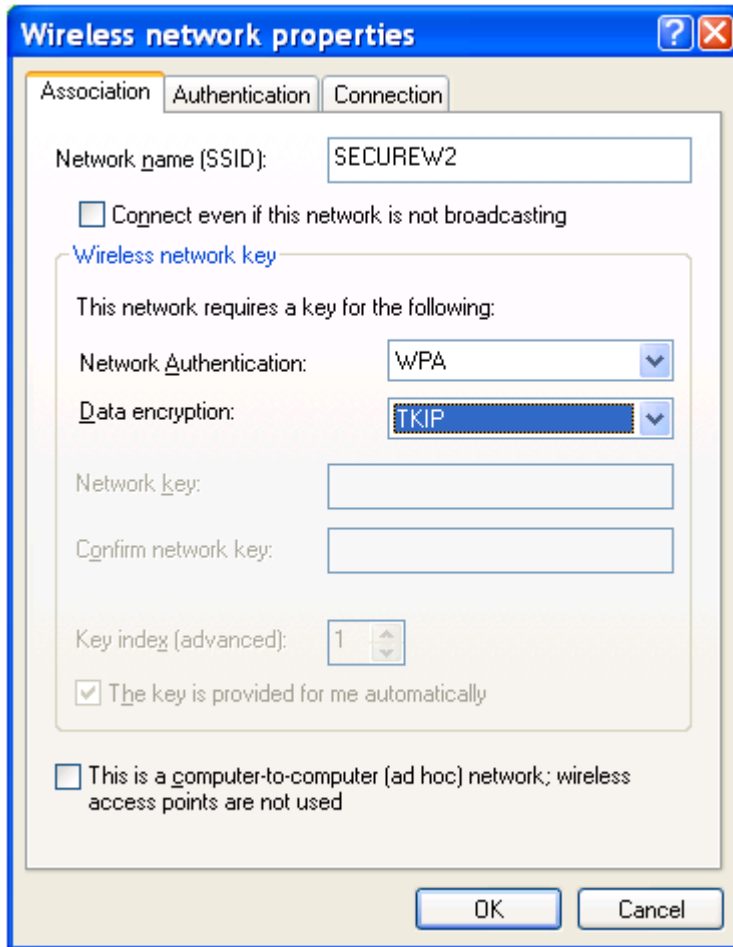 Wireless network properties
Association Authentication Connection
Network name (SSID): SECUREW2
Connect even if this network is not broadcasting
Wireless network key
This network requires a key for the following:
Network Authentication: WPA
Data encryption: TKIP
Network key:
Confirm network key:
Key index (advanced): 1
The key is provided for me automatically
This is a computer-to-computer (ad hoc) network; wireless
access points are not used
OK Cancel